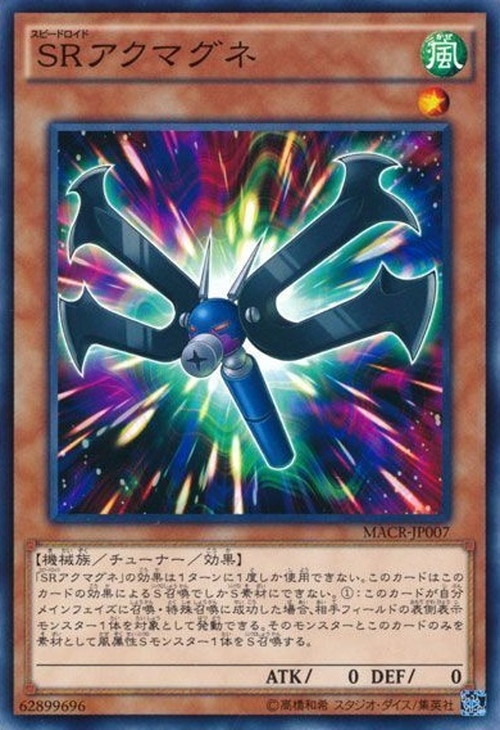 スピードロイド
SRアクマグネ
風
MACR-JP007
【機械族／チューナー／効果】
「SRアクマグネ」の効果は1ターンに1度しか使用できない。このカードはこの
カードの効果によるS召喚でしかS素材にできない。①：このカードが自分
メインフェイズに召喚・特殊召喚に成功した場合、相手フィールドの表側表示
モンスター1体を対象として発動できる。そのモンスターとこのカードのみを
素材として風属性Sモンスター1体をS召喚する。
ATK/ 0 DEF/ 0
62899696 ©高橋和希 スタジオ・ダイス/集英社